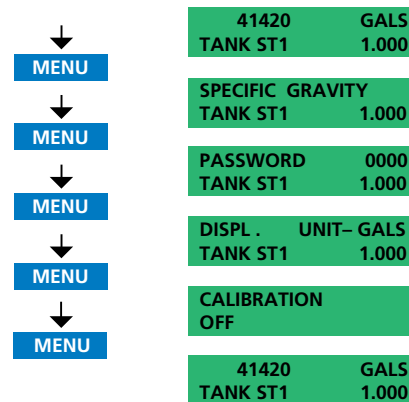 41420 GALS
TANK ST1 1.000
MENU
SPECIFIC GRAVITY
TANK ST1 1.000
MENU
PASSWORD 0000
TANK ST1 1.000
MENU
DISPL . UNIT– GALS
TANK ST1 1.000
MENU
CALIBRATION
OFF
MENU
41420 GALS
TANK ST1 1.000